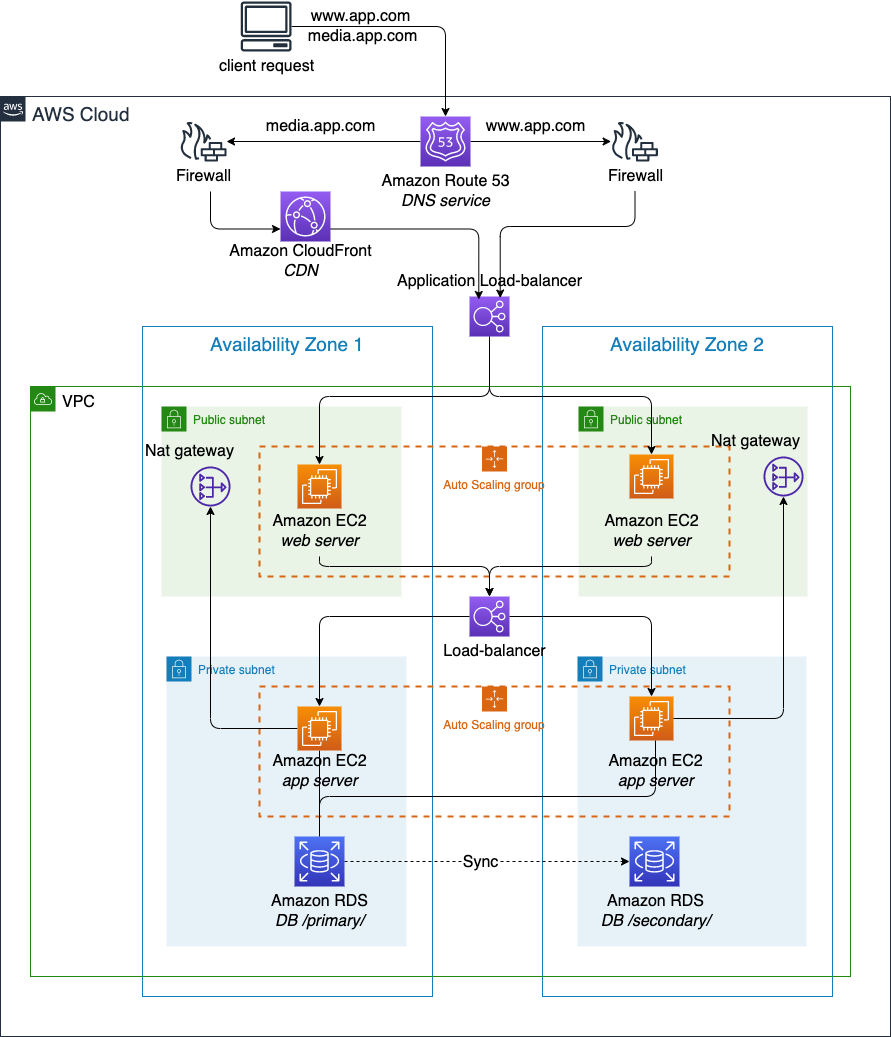 www.app.com
media.app.com
client request
aws
AWS Cloud
media.app.com
www.app.com
53
Firewall
Firewall
Amazon Route 53
DNS service
Amazon CloudFront
CDN
Application Load-balancer
Availability Zone 1
Availability Zone 2
VPC
Public subnet
Public subnet
Nat gateway
Nat gateway
Auto Scaling group
Amazon EC2
web server
Amazon EC2
web server
Load-balancer
Private subnet
Private subnet
Auto Scaling group
Amazon EC2
app server
Amazon EC2
app server
Sync
Amazon RDS
DB /primary/
Amazon RDS
DB /secondary/